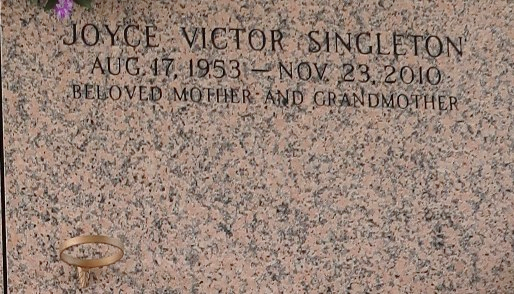 JOYCE VICTOR SINGLETON
AUG. 17, 1953 — NOV. 23, 2010
BELOVED MOTHER AND GRANDMOTHER